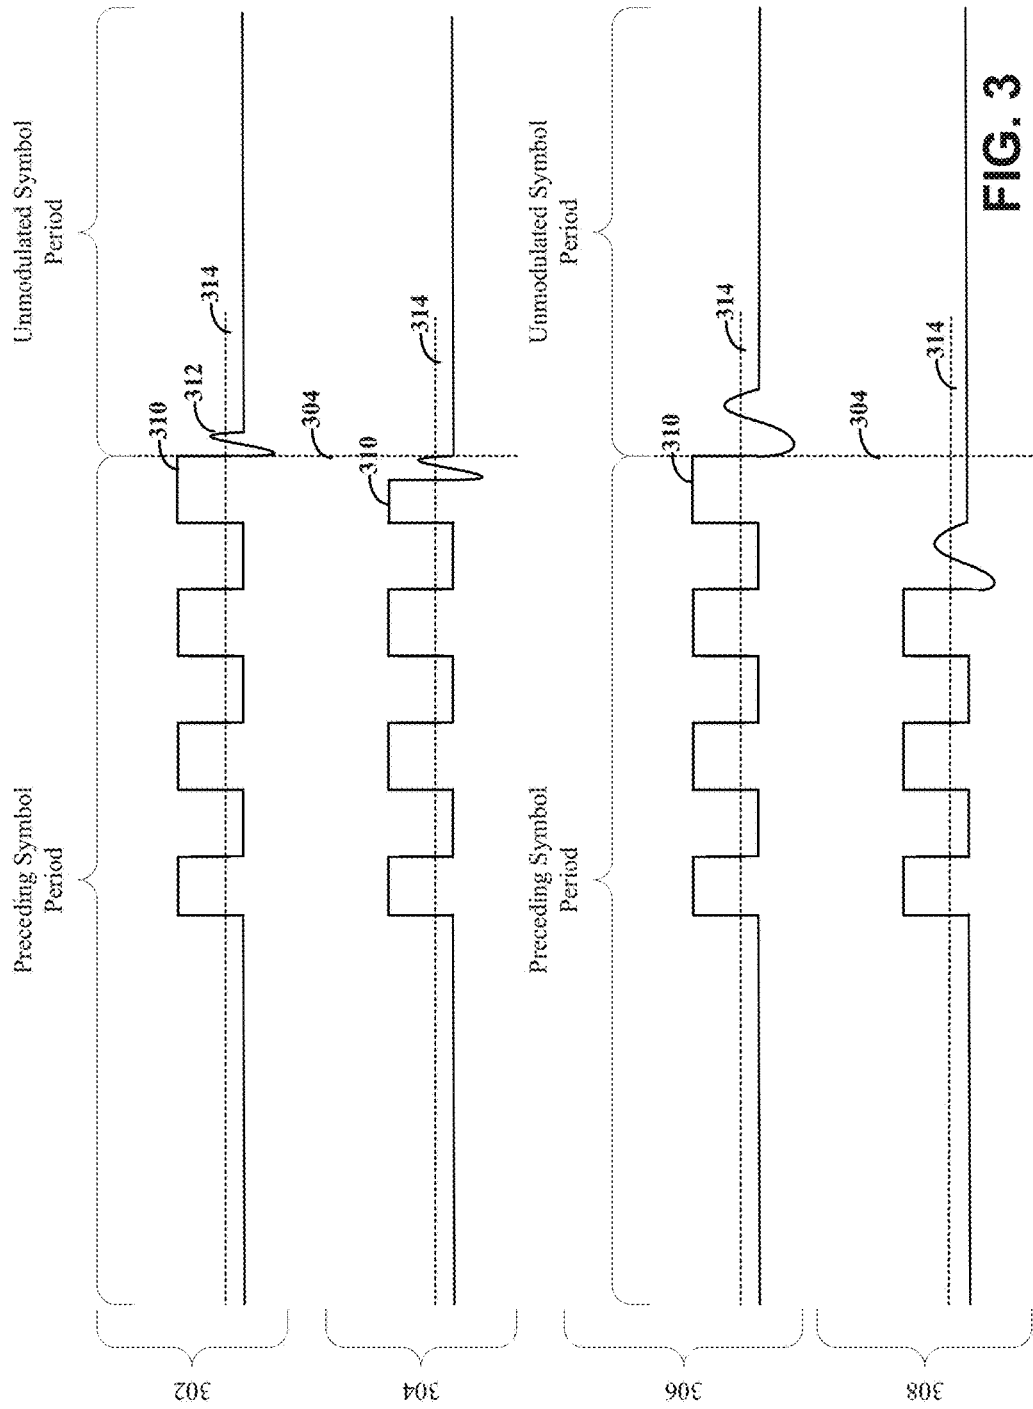 Preceding Symbol
Period
Unmodulated Symbol
Period
302
310
312
314
304
304
310
314
Preceding Symbol
Period
Unmodulated Symbol
Period
306
310
314
308
304
314
FIG. 3